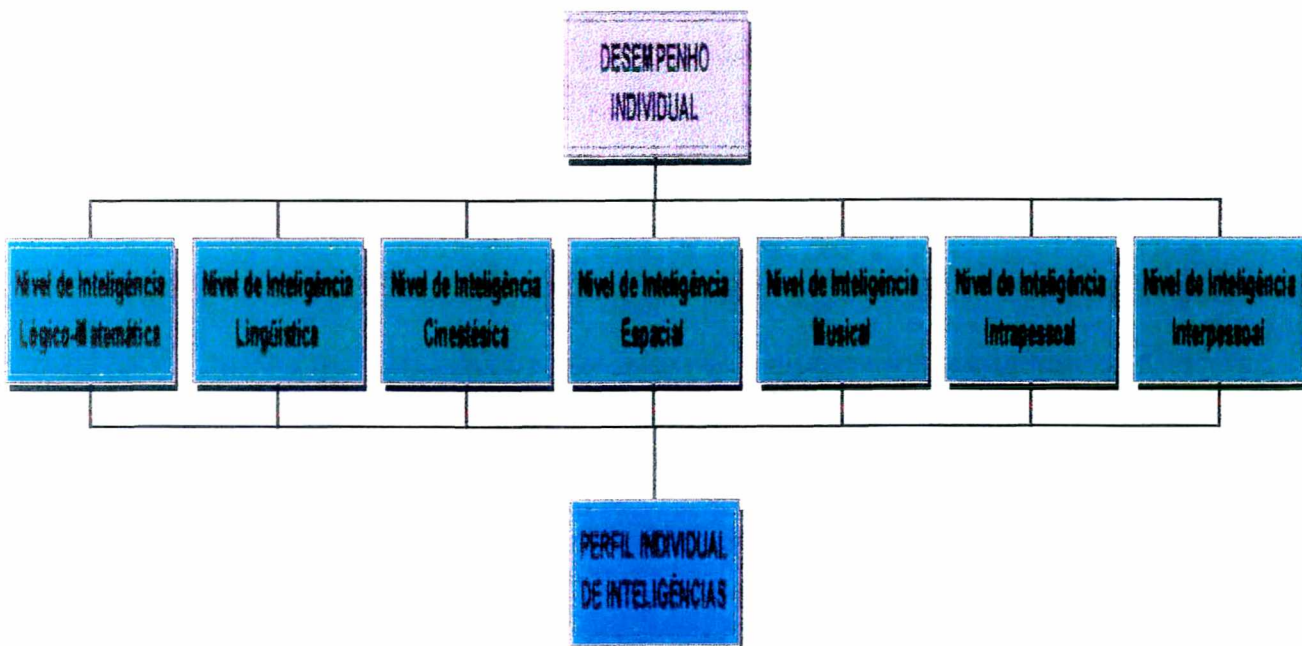 DESEMPENHO
INDIVIDUAL
Nível de Inteligência
Lógico-Matemática
Nível de Inteligência
Lingüística
Nível de Inteligência
Cinestésica
Nível de Inteligência
Espacial
Nível de Inteligência
Musical
Nível de Inteligência
Intrapessoal
Nível de Inteligência
Interpessoal
PERFIL INDIVIDUAL
DE INTELIGÊNCIAS